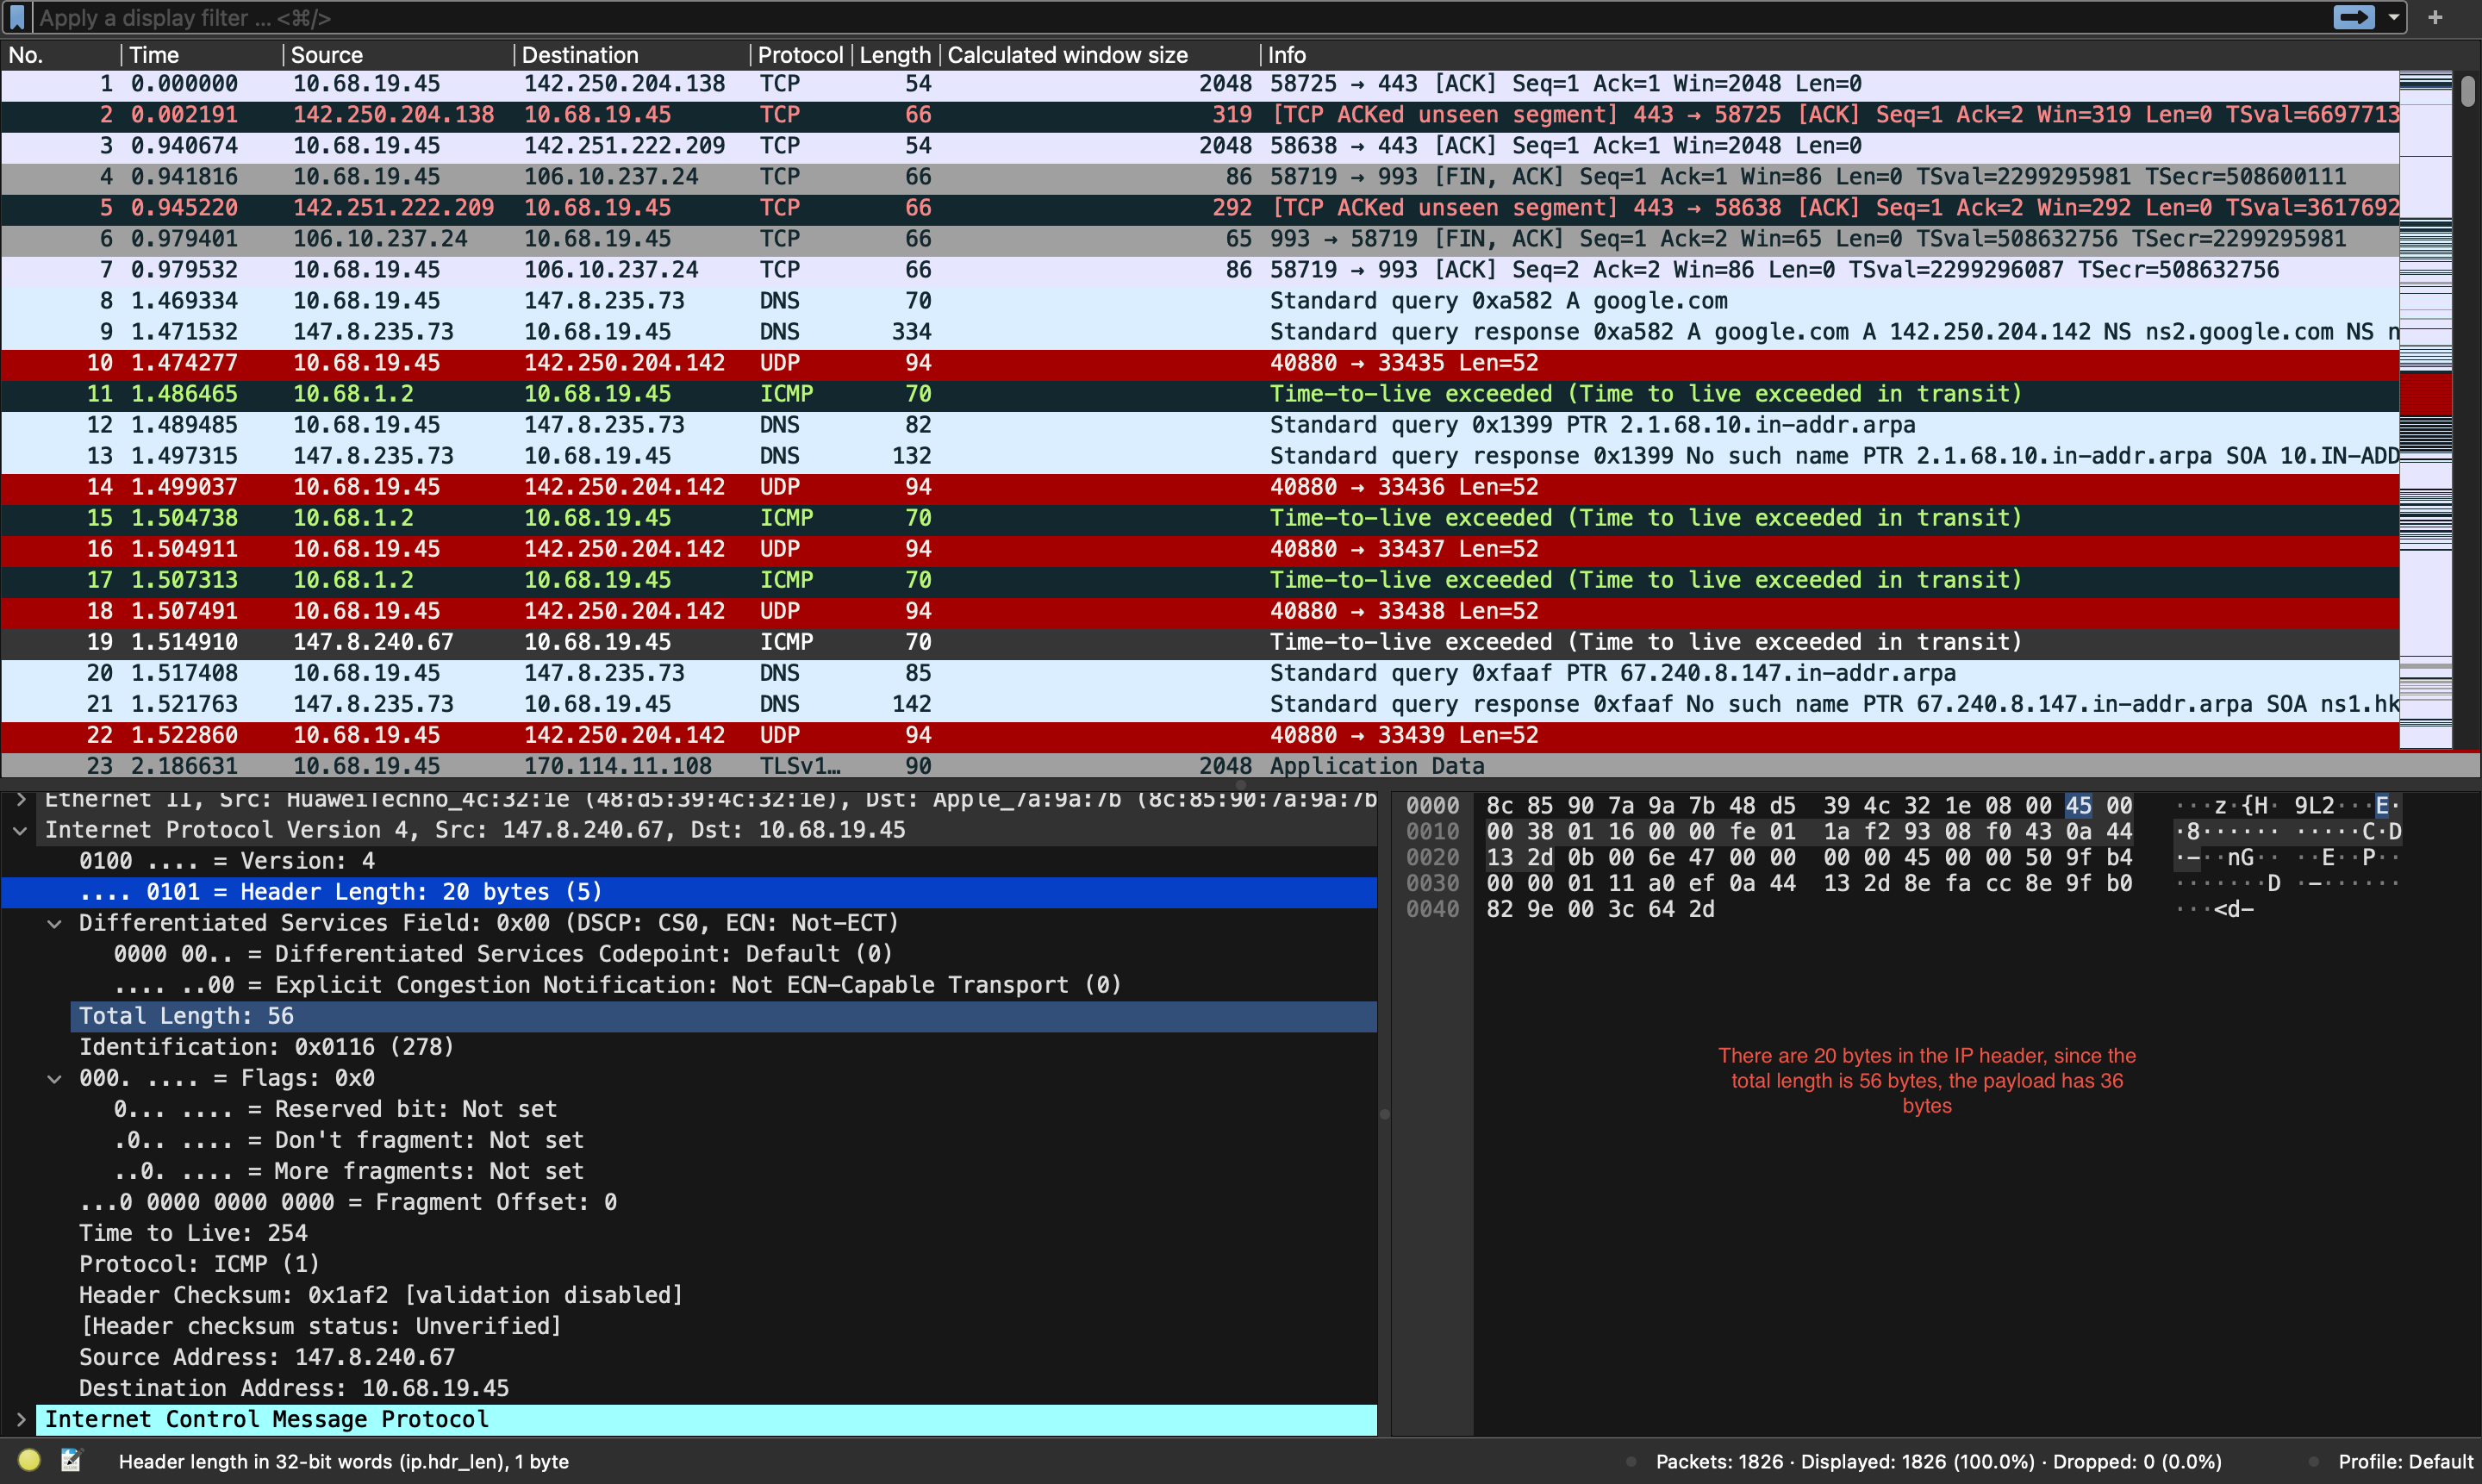 Apply a display filter ... <⌘/>
No. Time Source Destination Protocol Length Calculated window size Info
1 0.000000 10.68.19.45 142.250.204.138 TCP 54 2048 58725 → 443 [ACK] Seq=1 Ack=1 Win=2048 Len=0
2 0.002191 142.250.204.138 10.68.19.45 TCP 66 319 [TCP ACKed unseen segment] 443 → 58725 [ACK] Seq=1 Ack=2 Win=319 Len=0 TSval=6697713
3 0.940674 10.68.19.45 142.251.222.209 TCP 54 2048 58638 → 443 [ACK] Seq=1 Ack=1 Win=2048 Len=0
4 0.941816 10.68.19.45 106.10.237.24 TCP 66 86 58719 → 993 [FIN, ACK] Seq=1 Ack=1 Win=86 Len=0 TSval=2299295981 TSecr=508600111
5 0.945220 142.251.222.209 10.68.19.45 TCP 66 292 [TCP ACKed unseen segment] 443 → 58638 [ACK] Seq=1 Ack=2 Win=292 Len=0 TSval=3617692
6 0.979401 106.10.237.24 10.68.19.45 TCP 66 65 993 → 58719 [FIN, ACK] Seq=1 Ack=2 Win=65 Len=0 TSval=508632756 TSecr=2299295981
7 0.979532 10.68.19.45 106.10.237.24 TCP 66 86 58719 → 993 [ACK] Seq=2 Ack=2 Win=86 Len=0 TSval=2299296087 TSecr=508632756
8 1.469334 10.68.19.45 147.8.235.73 DNS 70 Standard query 0xa582 A google.com
9 1.471532 147.8.235.73 10.68.19.45 DNS 334 Standard query response 0xa582 A google.com A 142.250.204.142 NS ns2.google.com NS n
10 1.474277 10.68.19.45 142.250.204.142 UDP 94 40880 → 33435 Len=52
11 1.486465 10.68.1.2 10.68.19.45 ICMP 70 Time-to-live exceeded (Time to live exceeded in transit)
12 1.489485 10.68.19.45 147.8.235.73 DNS 82 Standard query 0x1399 PTR 2.1.68.10.in-addr.arpa
13 1.497315 147.8.235.73 10.68.19.45 DNS 132 Standard query response 0x1399 No such name PTR 2.1.68.10.in-addr.arpa SOA 10.IN-ADD
14 1.499037 10.68.19.45 142.250.204.142 UDP 94 40880 → 33436 Len=52
15 1.504738 10.68.1.2 10.68.19.45 ICMP 70 Time-to-live exceeded (Time to live exceeded in transit)
16 1.504911 10.68.19.45 142.250.204.142 UDP 94 40880 → 33437 Len=52
17 1.507313 10.68.1.2 10.68.19.45 ICMP 70 Time-to-live exceeded (Time to live exceeded in transit)
18 1.507491 10.68.19.45 142.250.204.142 UDP 94 40880 → 33438 Len=52
19 1.514910 147.8.240.67 10.68.19.45 ICMP 70 Time-to-live exceeded (Time to live exceeded in transit)
20 1.517408 10.68.19.45 147.8.235.73 DNS 85 Standard query 0xfaaf PTR 67.240.8.147.in-addr.arpa
21 1.521763 147.8.235.73 10.68.19.45 DNS 142 Standard query response 0xfaaf No such name PTR 67.240.8.147.in-addr.arpa SOA ns1.hk
22 1.522860 10.68.19.45 142.250.204.142 UDP 94 40880 → 33439 Len=52
23 2.186631 10.68.19.45 170.114.11.108 TLSv1… 90 2048 Application Data
Ethernet II, Src: HuaweiTechno_4c:32:1e (48:d5:39:4c:32:1e), Dst: Apple_7a:9a:7b (8c:85:90:7a:9a:7b
Internet Protocol Version 4, Src: 147.8.240.67, Dst: 10.68.19.45
0100 .... = Version: 4
.... 0101 = Header Length: 20 bytes (5)
Differentiated Services Field: 0x00 (DSCP: CS0, ECN: Not-ECT)
0000 00.. = Differentiated Services Codepoint: Default (0)
.... ..00 = Explicit Congestion Notification: Not ECN-Capable Transport (0)
Total Length: 56
Identification: 0x0116 (278)
000. .... = Flags: 0x0
0... .... = Reserved bit: Not set
.0.. .... = Don't fragment: Not set
..0. .... = More fragments: Not set
...0 0000 0000 0000 = Fragment Offset: 0
Time to Live: 254
Protocol: ICMP (1)
Header Checksum: 0x1af2 [validation disabled]
[Header checksum status: Unverified]
Source Address: 147.8.240.67
Destination Address: 10.68.19.45
Internet Control Message Protocol
0000 8c 85 90 7a 9a 7b 48 d5 39 4c 32 1e 08 00 45 00 ···z·{H· 9L2···E·
0010 00 38 01 16 00 00 fe 01 1a f2 93 08 f0 43 0a 44 ·8······ ·····C·D
0020 13 2d 0b 00 6e 47 00 00 00 00 45 00 00 50 9f b4 ·-··nG·· ··E··P··
0030 00 00 01 11 a0 ef 0a 44 13 2d 8e fa cc 8e 9f b0 ·······D ·-······
0040 82 9e 00 3c 64 2d ···<d-
There are 20 bytes in the IP header, since the
total length is 56 bytes, the payload has 36
bytes
Header length in 32-bit words (ip.hdr_len), 1 byte
Packets: 1826 · Displayed: 1826 (100.0%) · Dropped: 0 (0.0%)
Profile: Default